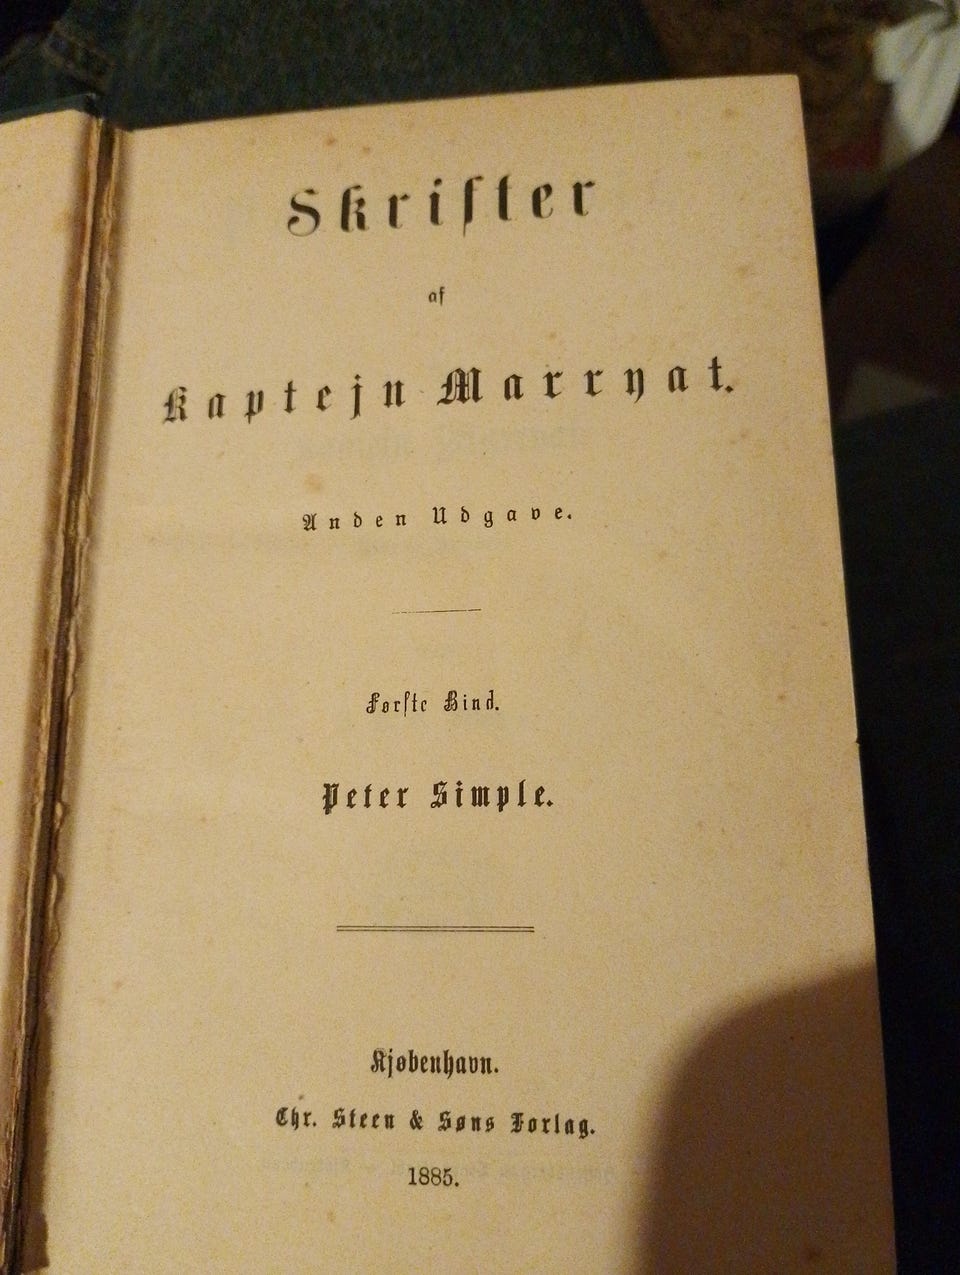 Skrifter
af
Kaptejn Marryat.
Anden Udgave.
Første Bind.
Peter Simple.
Kjøbenhavn.
Chr. Steen & Søns Forlag.
1885.